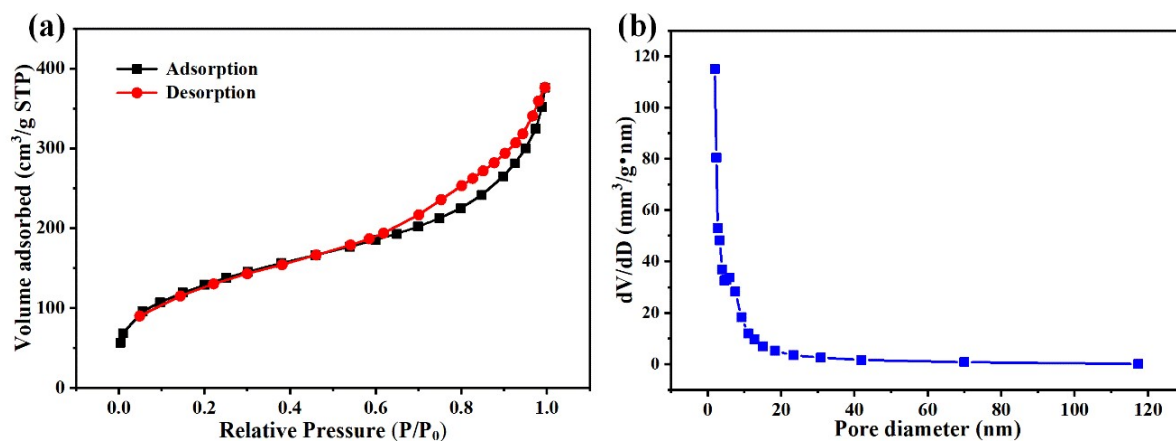 (a)
Volume adsorbed (cm³/g STP)
400
300
200
100
0
Adsorption
Desorption
0.0 0.2 0.4 0.6 0.8 1.0
Relative Pressure (P/P₀)
(b)
dV/dD (mm³/g•nm)
120
100
80
60
40
20
0
0 20 40 60 80 100 120
Pore diameter (nm)